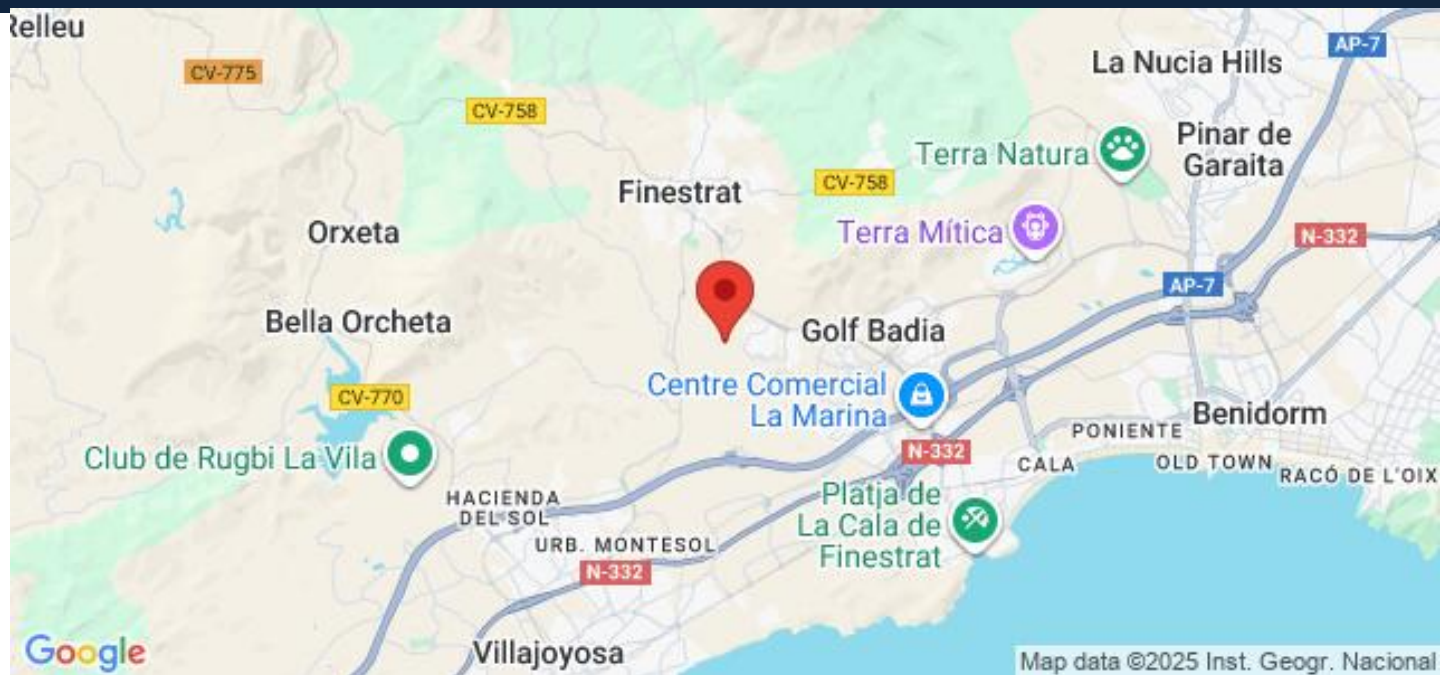 Relleu
AP-7
La Nucia Hills
CV-775
CV-758
Pinar de
Garaita
Terra Natura
CV-758
Finestrat
Orxeta
Terra Mítica
N-332
AP-7
Bella Orcheta
Golf Badia
Centre Comercial
La Marina
CV-770
Benidorm
PONIENTE
N-332
Club de Rugbi La Vila
CALA
OLD TOWN
RACÓ DE L'OIX
HACIENDA
DEL SOL
Platja de
La Cala de
Finestrat
URB. MONTESOL
N-332
Villajoyosa
Google
Map data ©2025 Inst. Geogr. Nacional